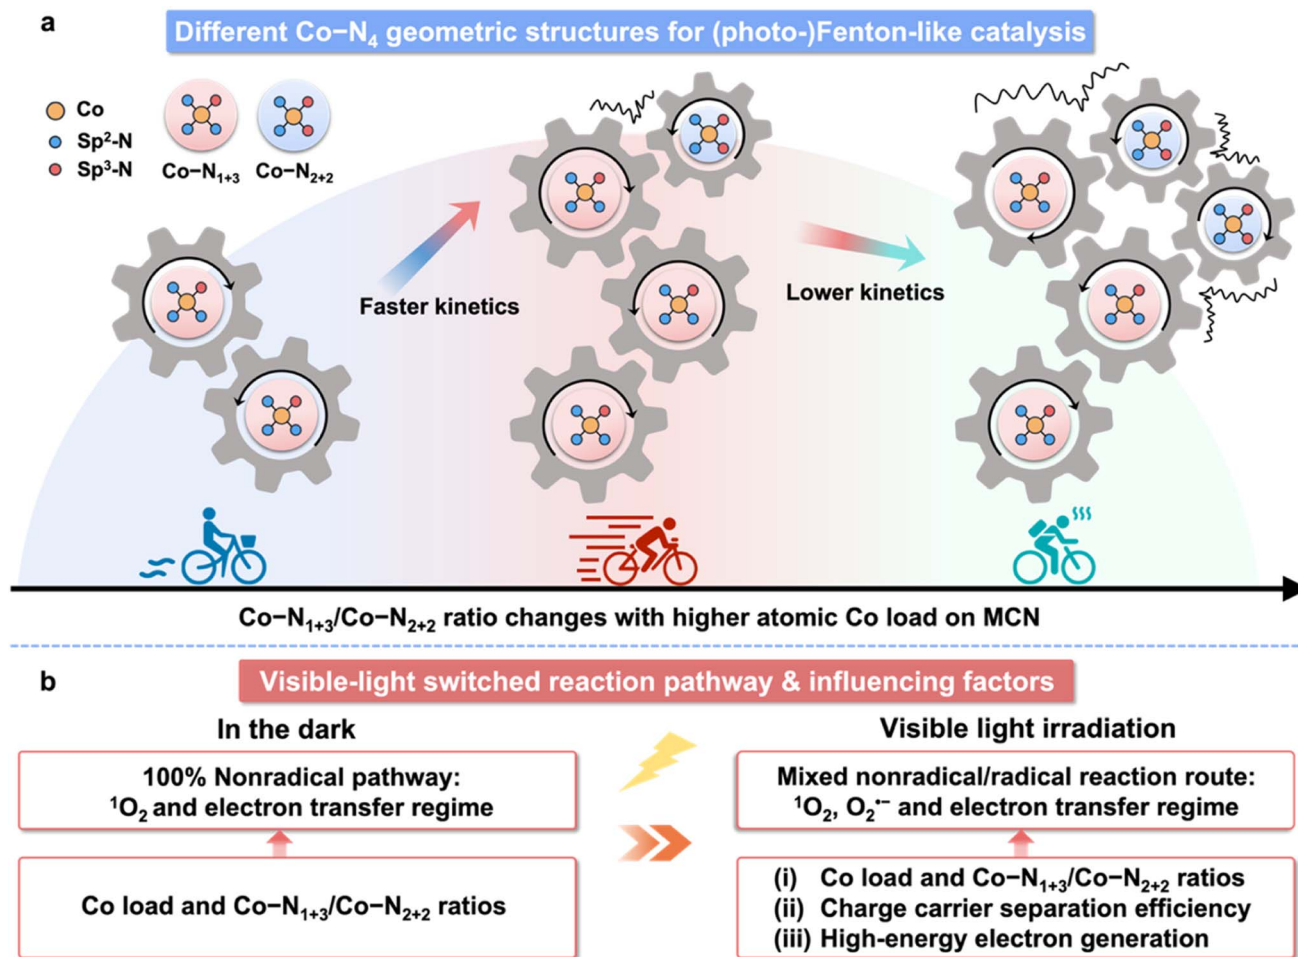 a
Different Co−N₄ geometric structures for (photo-)Fenton-like catalysis
Co
Sp²-N
Sp³-N
Co−N₁₊₃
Co−N₂₊₂
Faster kinetics
Lower kinetics
Co−N₁₊₃/Co−N₂₊₂ ratio changes with higher atomic Co load on MCN
b
Visible-light switched reaction pathway & influencing factors
In the dark
100% Nonradical pathway:
¹O₂ and electron transfer regime
Co load and Co−N₁₊₃/Co−N₂₊₂ ratios
Visible light irradiation
Mixed nonradical/radical reaction route:
¹O₂, O₂•⁻ and electron transfer regime
(i) Co load and Co−N₁₊₃/Co−N₂₊₂ ratios
(ii) Charge carrier separation efficiency
(iii) High-energy electron generation